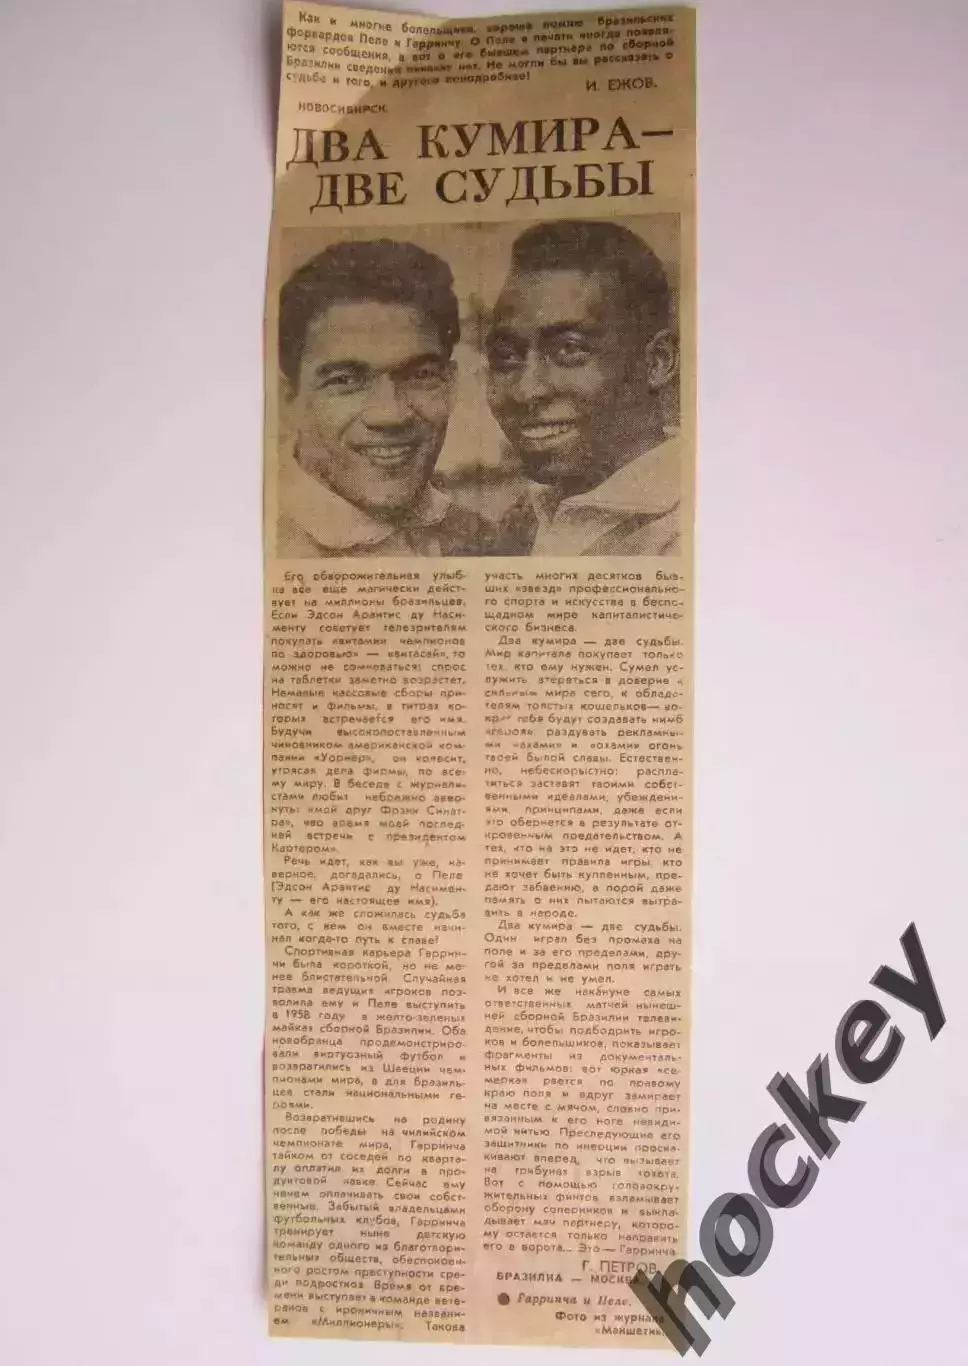 Как и многие болельщики, хорошо помню бразильских
форвардов Пеле и Гарринчу. О Пеле в печати иногда появля-
ются сообщения, а вот о его бывшем партнере по сборной
Бразилии сведений никаких нет. Не могли бы вы рассказать о
судьбе и того, и другого поподробнее!
И. ЕЖОВ.
НОВОСИБИРСК.
ДВА КУМИРА—
ДВЕ СУДЬБЫ
Его обворожительная улыб-
ка все еще магически дейст-
вует на миллионы бразильцев.
Если Эдсон Арантис ду Наси-
менту советует телезрителям
покупать «витамин чемпионов
по здоровью» — «витасай», то
можно не сомневаться: спрос
на таблетки заметно возрастет.
Немалые кассовые сборы при-
носят и фильмы, в титрах ко-
торых встречается его имя.
Будучи высокопоставленным
чиновником американской ком-
пании «Уорнер», он колесит,
утрясая дела фирмы, по все-
му миру. В беседе с журнали-
стами любит небрежно ввер-
нуть: «мой друг Фрэнк Синат-
ра», «во время моей послед-
ней встречи с президентом
Картером».
Речь идет, как вы уже, на-
верное, догадались, о Пеле
(Эдсон Арантис ду Насимен-
ту — его настоящее имя).
А как же сложилась судьба
того, с кем он вместе начи-
нал когда-то путь к славе?
Спортивная карьера Гаррин-
чи была короткой, но не ме-
нее блистательной. Случайная
травма ведущих игроков поз-
волила ему и Пеле выступить
в 1958 году в желто-зеленых
майках сборной Бразилии. Оба
новобранца продемонстриро-
вали виртуозный футбол и
возвратились из Швеции чем-
пионами мира, а для бразиль-
цев стали национальными ге-
роями.
Возвратившись на родину
после победы на чилийском
чемпионате мира, Гарринча
тайком от соседей по кварта-
лу оплатил их долги в про-
дуктовой лавке. Сейчас ему
нечем оплачивать свои собст-
венные. Забытый владельцами
футбольных клубов, Гарринча
тренирует ныне детскую
команду одного из благотвори-
тельных обществ, обеспокоен-
ного ростом преступности сре-
ди подростков. Время от вре-
мени выступает в команде вете-
ранов с ироничным названи-
ем «Миллионеры». Такова
участь многих десятков быв-
ших «звезд» профессионально-
го спорта и искусства в беспо-
щадном мире капиталистиче-
ского бизнеса.
Два кумира — две судьбы.
Мир капитала покупает только
тех, кто ему нужен. Сумел ус-
лужить, втереться в доверие к
сильным мира сего, к облада-
телям толстых кошельков — во-
круг тебя будут создавать нимб
«героя», раздувать рекламны-
ми «ахами» и «охами» огонь
твоей былой славы. Естествен-
но, небескорыстно: распла-
титься заставят твоими собст-
венными идеалами, убеждени-
ями, принципами, даже если
это обернется в результате от-
кровенным предательством. А
тех, кто на это не идет, кто не
принимает правила игры, кто
не хочет быть купленным, пре-
дают забвению, а порой даже
память о них пытаются вытра-
вить в народе.
Два кумира — две судьбы.
Один играл без промаха на
поле и за его пределами, дру-
гой за пределами поля играть
не хотел и не умел.
И все же накануне самых
ответственных матчей нынеш-
ней сборной Бразилии телеви-
дение, чтобы подбодрить игро-
ков и болельщиков, показывает
фрагменты из документаль-
ных фильмов: вот юркая «се-
мерка» рвется по правому
краю поля и вдруг замирает
на месте с мячом, словно при-
вязанным к его ноге невиди-
мой нитью. Преследующие его
защитники по инерции проска-
кивают вперед, что вызывает
на трибунах взрыв хохота.
Вот с помощью головокру-
жительных финтов взламывает
оборону соперников и выкла-
дывает мяч партнеру, которо-
му остается только направить
его в ворота... Это — Гарринча.
Г. ПЕТРОВ.
БРАЗИЛИА — МОСКВА.
● Гарринча и Пеле.
Фото из журнала
«Маншети».
hockey